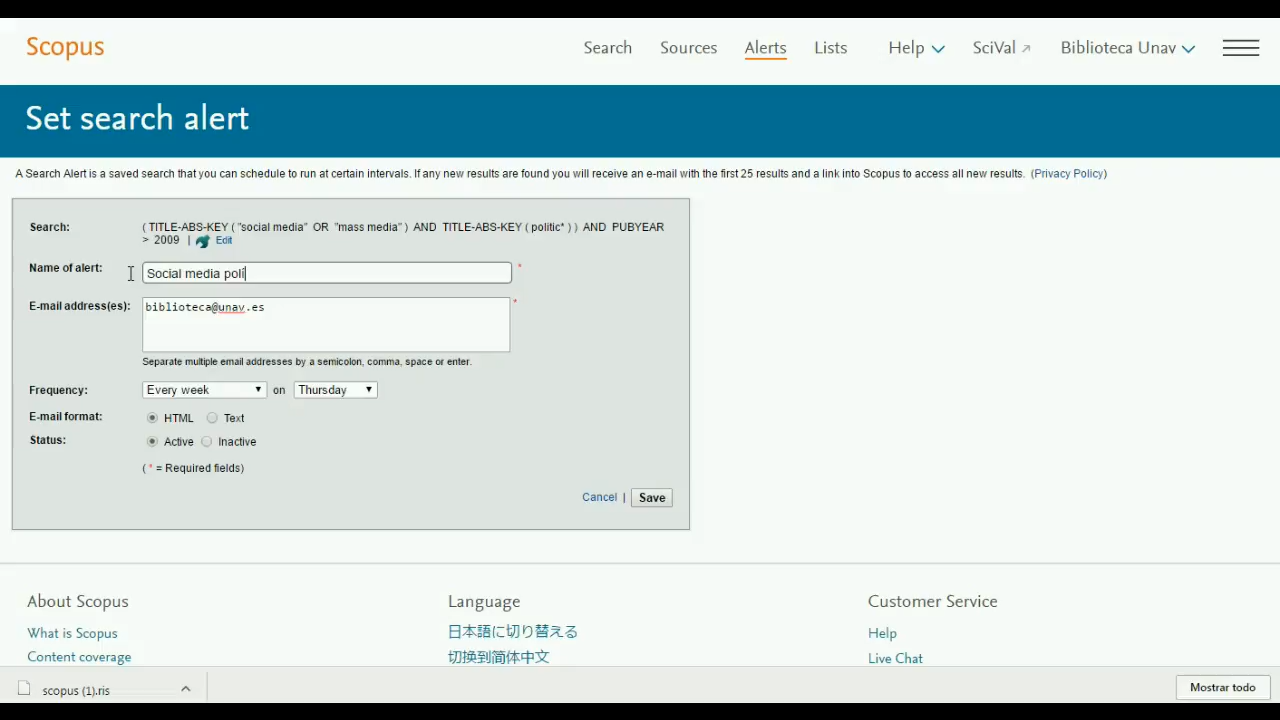 Scopus
Search Sources Alerts Lists Help SciVal Biblioteca Unav
Set search alert
A Search Alert is a saved search that you can schedule to run at certain intervals. If any new results are found you will receive an e-mail with the first 25 results and a link into Scopus to access all new results. (Privacy Policy)
Search: ( TITLE-ABS-KEY ( "social media" OR "mass media" ) AND TITLE-ABS-KEY ( politic* ) ) AND PUBYEAR
> 2009 | Edit
Name of alert: Social media poli *
E-mail address(es): biblioteca@unav.es *
Separate multiple email addresses by a semicolon, comma, space or enter.
Frequency: Every week on Thursday
E-mail format: HTML Text
Status: Active Inactive
( * = Required fields)
Cancel | Save
About Scopus Language Customer Service
What is Scopus 日本語に切り替える Help
Content coverage 切换到简体中文 Live Chat
scopus (1).ris Mostrar todo